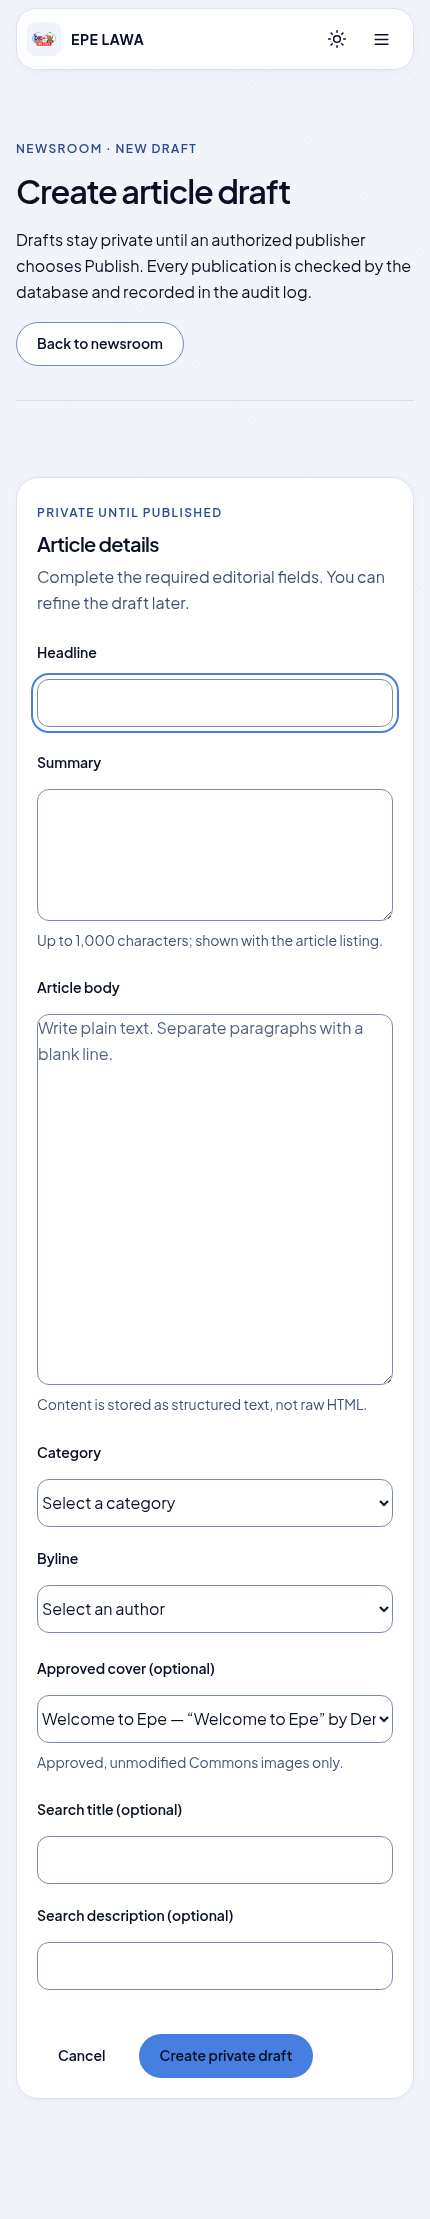 EPE LAWA
NEWSROOM · NEW DRAFT
Create article draft
Drafts stay private until an authorized publisher
chooses Publish. Every publication is checked by the
database and recorded in the audit log.
Back to newsroom
PRIVATE UNTIL PUBLISHED
Article details
Complete the required editorial fields. You can
refine the draft later.
Headline
Summary
Up to 1,000 characters; shown with the article listing.
Article body
Write plain text. Separate paragraphs with a
blank line.
Content is stored as structured text, not raw HTML.
Category
Select a category
Byline
Select an author
Approved cover (optional)
Welcome to Epe — “Welcome to Epe” by Der
Approved, unmodified Commons images only.
Search title (optional)
Search description (optional)
Cancel
Create private draft